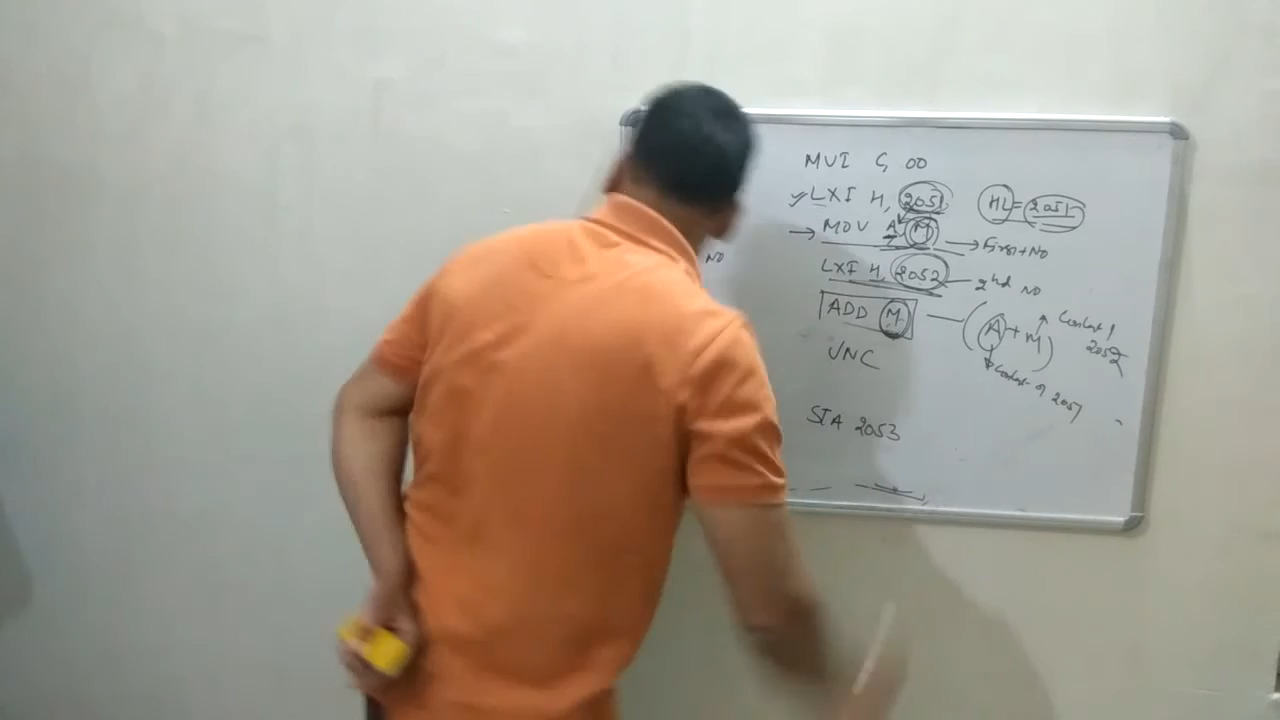 MVI C, 00
LXI H, 2051 HL = 2051
MOV A, M → First No
NO
LXI H, 2052 — 2nd NO
ADD M — (A + M) Content of 2052
Content of 2051
JNC
STA 2053